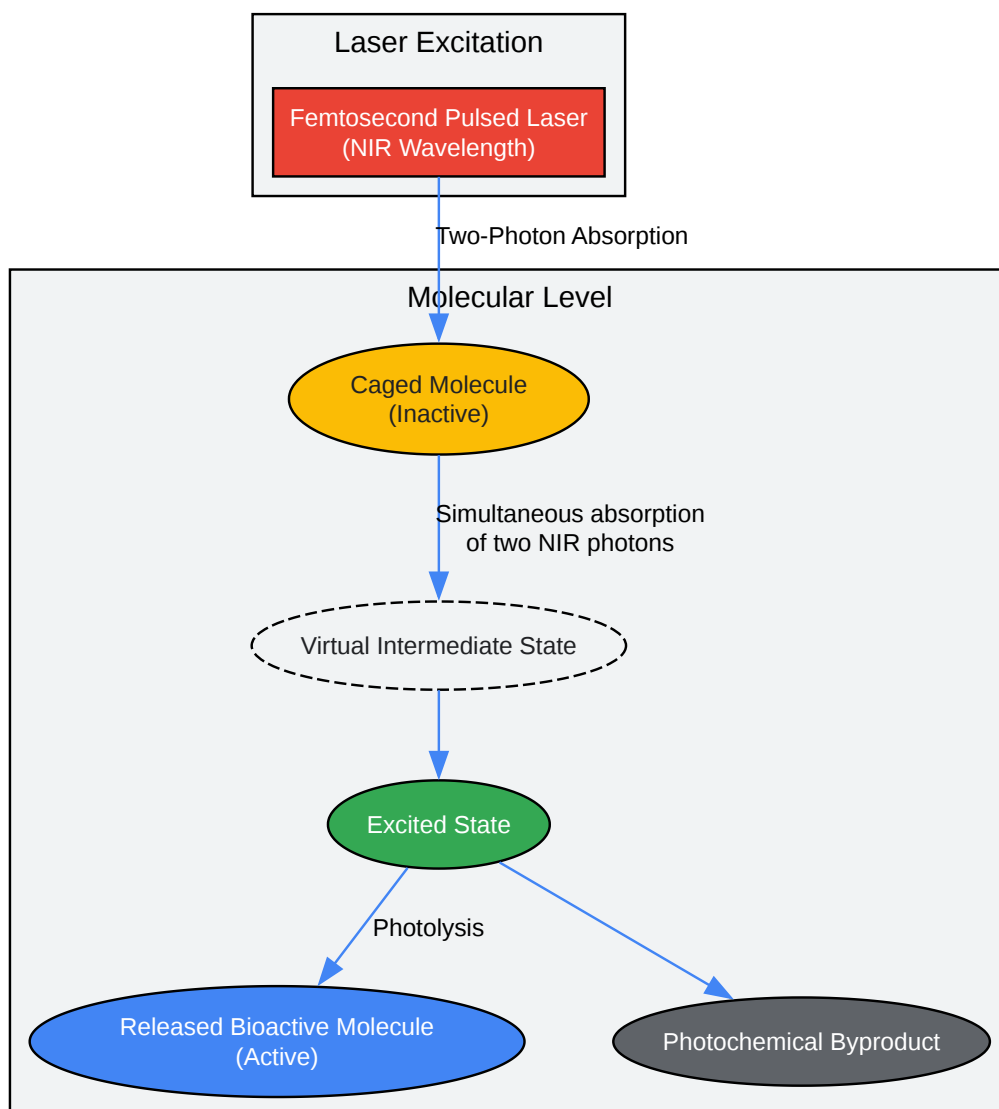 Laser Excitation
Femtosecond Pulsed Laser
(NIR Wavelength)
Two-Photon Absorption
Molecular Level
Caged Molecule
(Inactive)
Simultaneous absorption
of two NIR photons
Virtual Intermediate State
Excited State
Photolysis
Released Bioactive Molecule
(Active)
Photochemical Byproduct